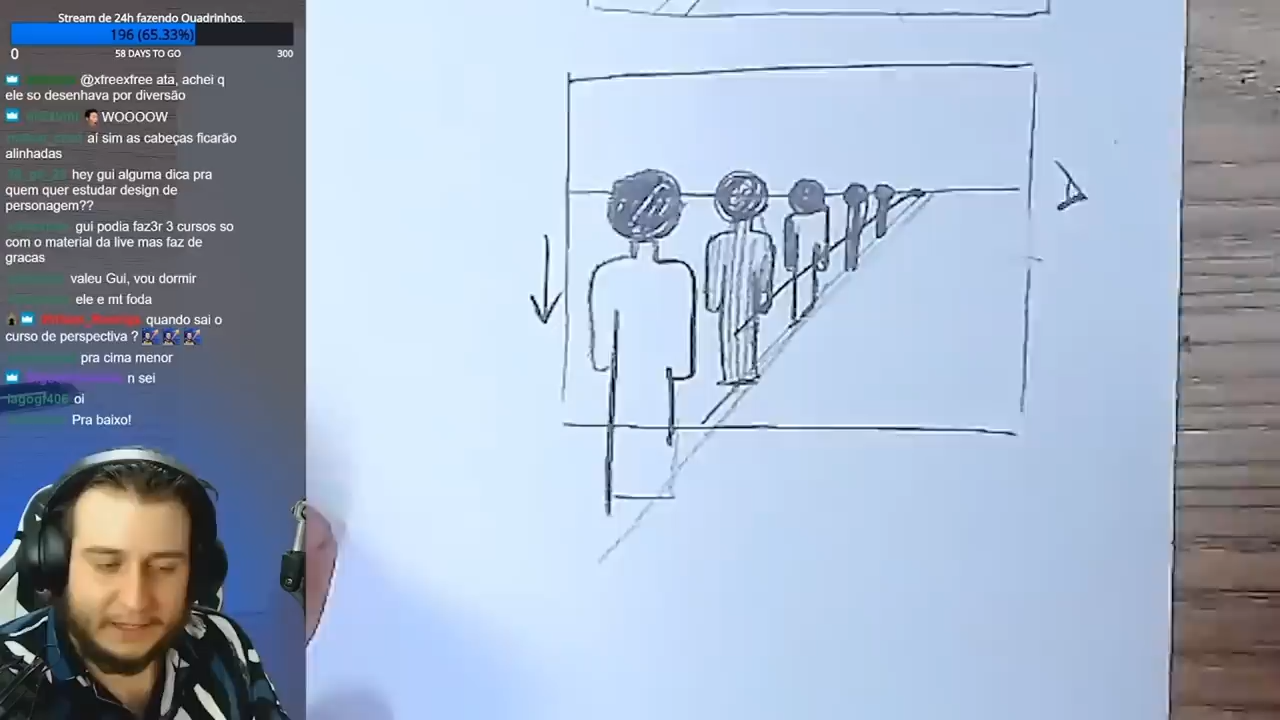 Stream de 24h fazendo Quadrinhos.
196 (65.33%)
0 58 DAYS TO GO 300
@xfreexfree ata, achei q
ele so desenhava por diversão
WOOOOW
aí sim as cabeças ficarão
alinhadas
hey gui alguma dica pra
quem quer estudar design de
personagem??
gui podia faz3r 3 cursos so
com o material da live mas faz de
gracas
valeu Gui, vou dormir
ele e mt foda
quando sai o
curso de perspectiva ?
pra cima menor
n sei
iagogf406 oi
Pra baixo!